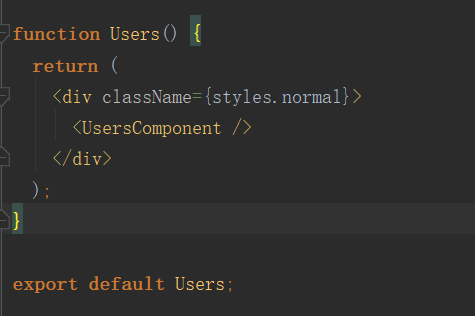 function Users() {
  return (
    <div className={styles.normal}>
      <UsersComponent />
    </div>
  );
}

export default Users;